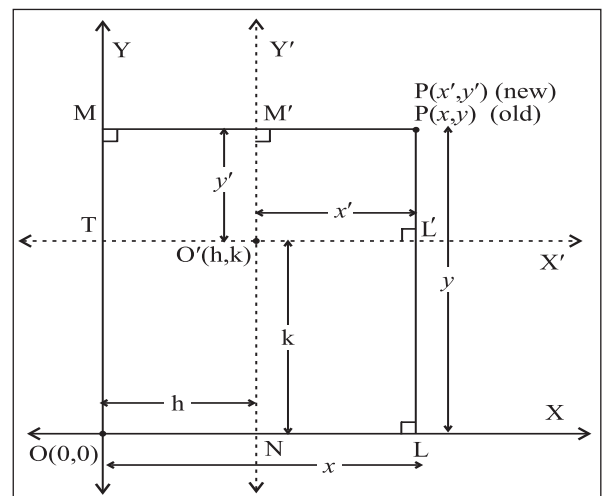 Y Y′
P(x′,y′) (new)
M M′ P(x,y) (old)
y′
x′
T L′
O′(h,k) X′
y
k
h
X
O(0,0) N L
x